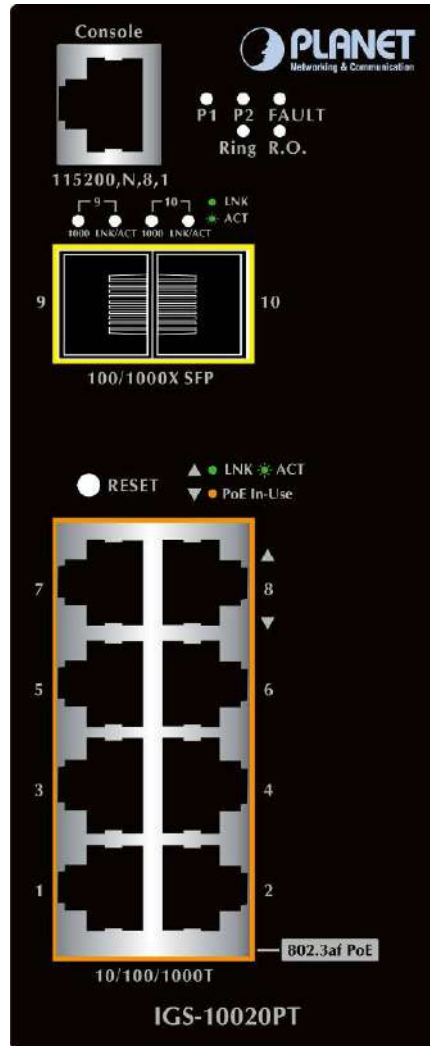 Console
PLANET
Networking & Communication
P1 P2 FAULT
Ring R.O.
115200,N,8,1
9 10 LNK
1000 LNK/ACT 1000 LNK/ACT ACT
9 10
100/1000X SFP
RESET
LNK ACT
PoE In-Use
7 8
5 6
3 4
1 2
802.3af PoE
10/100/1000T
IGS-10020PT